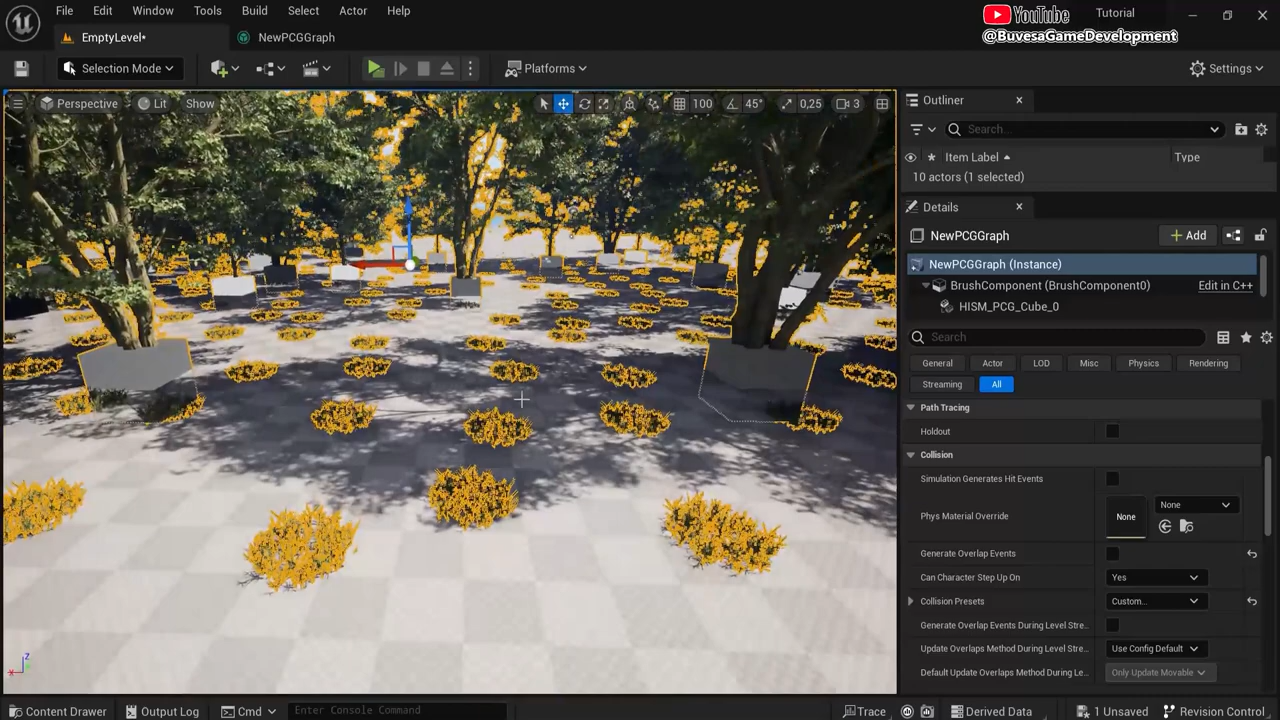 File Edit Window Tools Build Select Actor Help
YouTube
@BuvesaGameDevelopment
Tutorial
EmptyLevel*
NewPCGGraph
Selection Mode
Platforms
Settings
Perspective
Lit
Show
100
45°
0,25
3
Outliner
Search...
Item Label
Type
10 actors (1 selected)
Details
NewPCGGraph
Add
NewPCGGraph (Instance)
BrushComponent (BrushComponent0)
Edit in C++
HISM_PCG_Cube_0
Search
General
Actor
LOD
Misc
Physics
Rendering
Streaming
All
Path Tracing
Holdout
Collision
Simulation Generates Hit Events
Phys Material Override
None
None
Generate Overlap Events
Can Character Step Up On
Yes
Collision Presets
Custom...
Generate Overlap Events During Level Stre...
Update Overlaps Method During Level Stre...
Use Config Default
Default Update Overlaps Method During Le...
Only Update Movable
z
x
Content Drawer
Output Log
Cmd
Enter Console Command
Trace
Derived Data
1 Unsaved
Revision Control